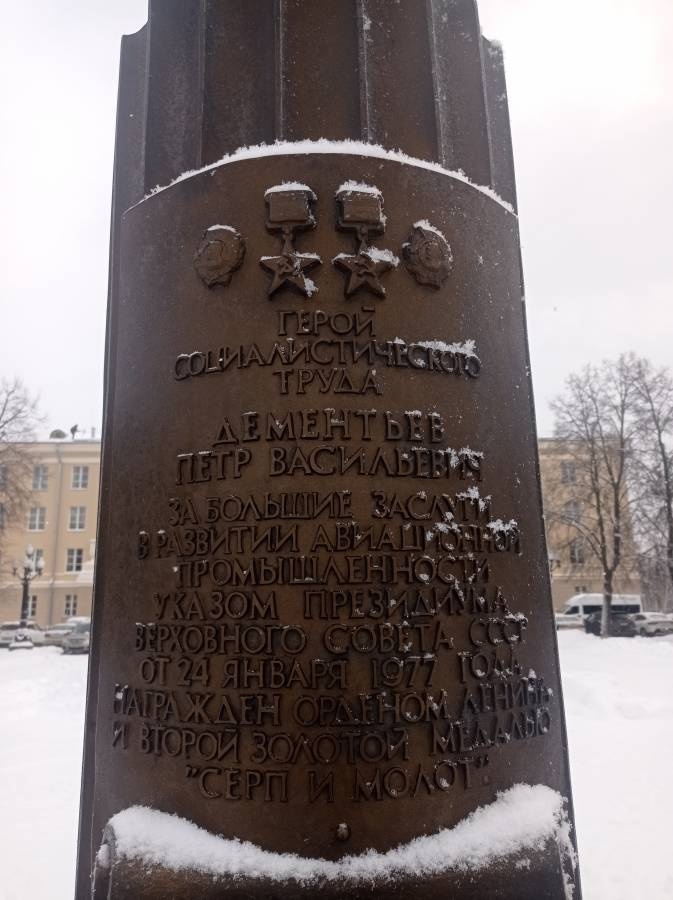 ГЕРОЙ
СОЦИАЛИСТИЧЕСКОГО
ТРУДА
ДЕМЕНТЬЕВ
ПЕТР ВАСИЛЬЕВИЧ
ЗА БОЛЬШИЕ ЗАСЛУГИ
В РАЗВИТИИ АВИАЦИОННОЙ
ПРОМЫШЛЕННОСТИ
УКАЗОМ ПРЕЗИДИУМА
ВЕРХОВНОГО СОВЕТА СССР
ОТ 24 ЯНВАРЯ 1977 ГОДА
НАГРАЖДЕН ОРДЕНОМ ЛЕНИНА
И ВТОРОЙ ЗОЛОТОЙ МЕДАЛЬЮ
"СЕРП И МОЛОТ".